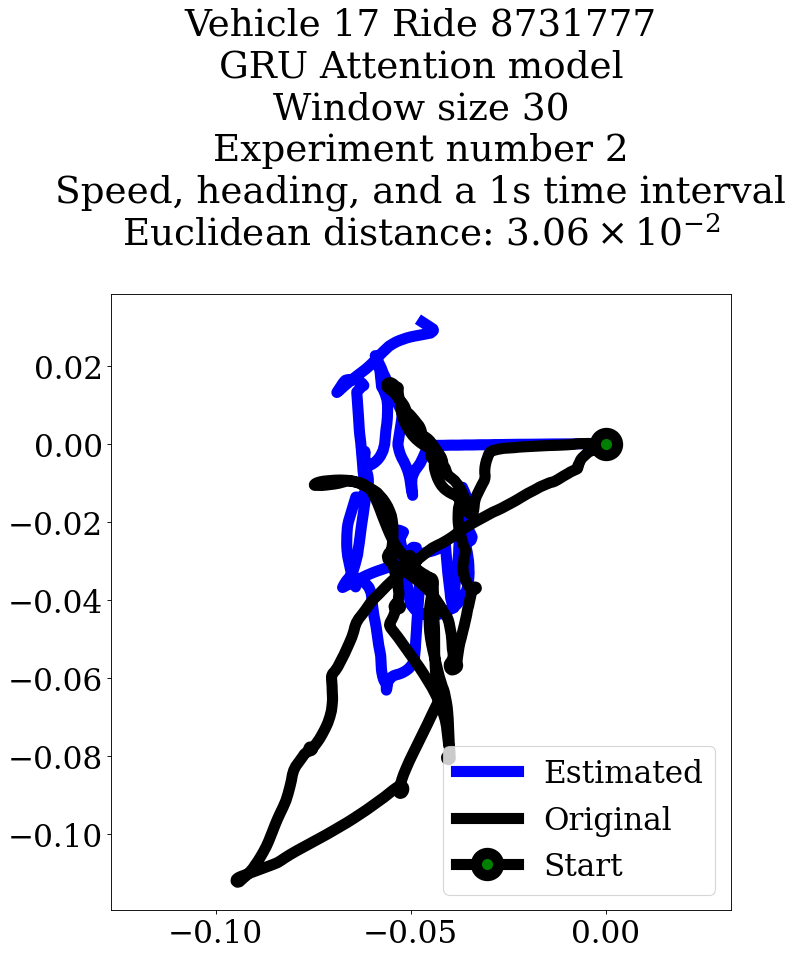 Vehicle 17 Ride 8731777
GRU Attention model
Window size 30
Experiment number 2
Speed, heading, and a 1s time interval
Euclidean distance: 3.06 × 10⁻²
0.02
0.00
−0.02
−0.04
−0.06
−0.08
−0.10
Estimated
Original
Start
−0.10
−0.05
0.00